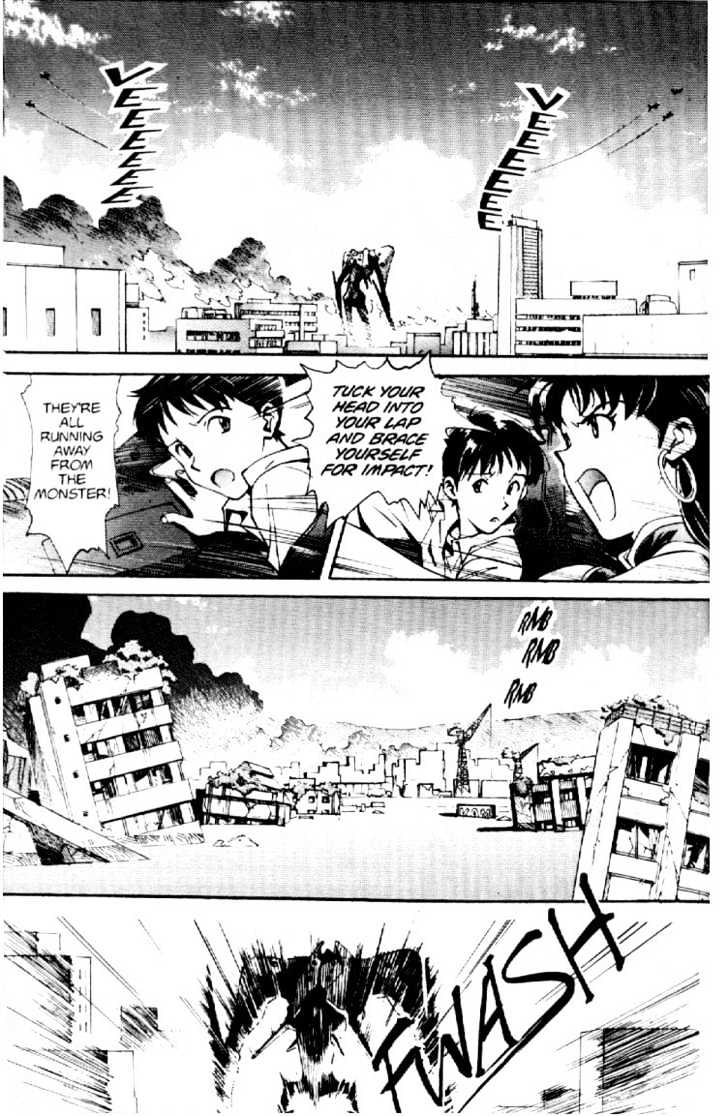 VEEEEEE
VEEEEEE
THEY'RE
ALL
RUNNING
AWAY
FROM
THE
MONSTER!
TUCK YOUR
HEAD INTO
YOUR LAP
AND BRACE
YOURSELF
FOR IMPACT!
RMB
RMB
RMB
FWASH